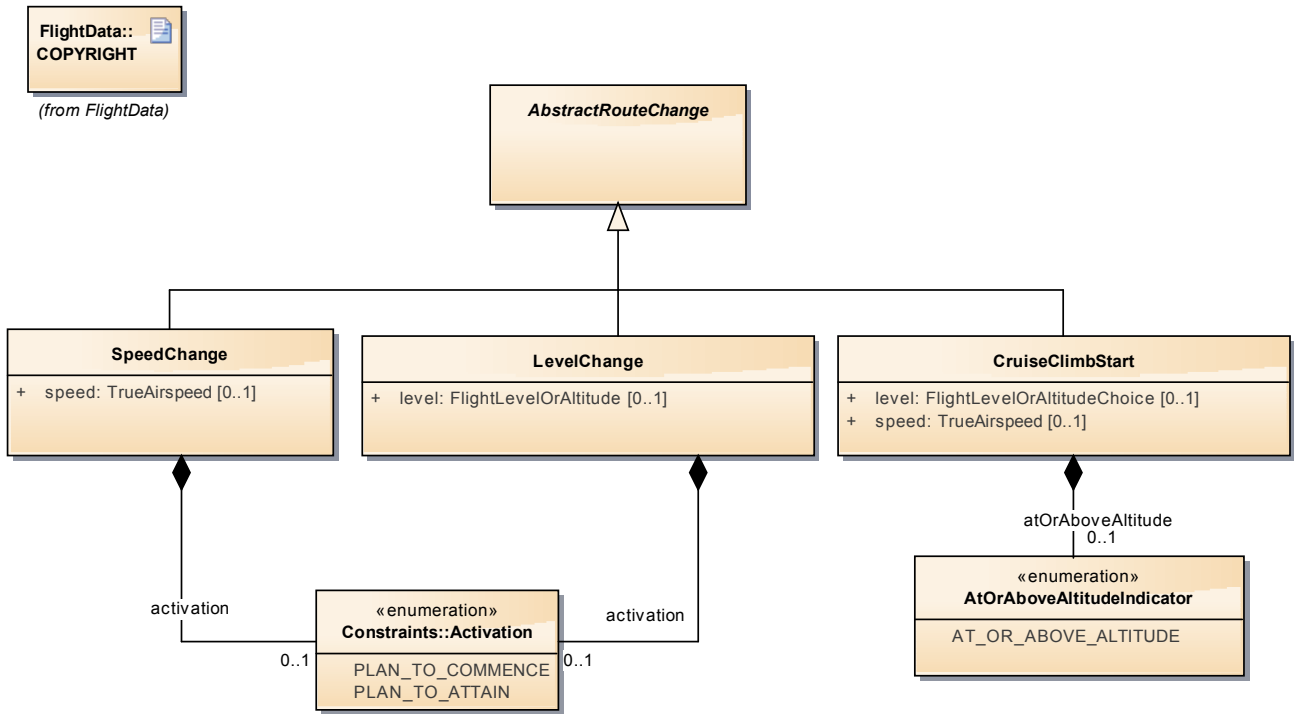 FlightData::
COPYRIGHT
(from FlightData)
AbstractRouteChange
SpeedChange
+ speed: TrueAirspeed [0..1]
LevelChange
+ level: FlightLevelOrAltitude [0..1]
CruiseClimbStart
+ level: FlightLevelOrAltitudeChoice [0..1]
+ speed: TrueAirspeed [0..1]
activation
0..1
«enumeration»
Constraints::Activation
PLAN_TO_COMMENCE
PLAN_TO_ATTAIN
activation
0..1
atOrAboveAltitude
0..1
«enumeration»
AtOrAboveAltitudeIndicator
AT_OR_ABOVE_ALTITUDE